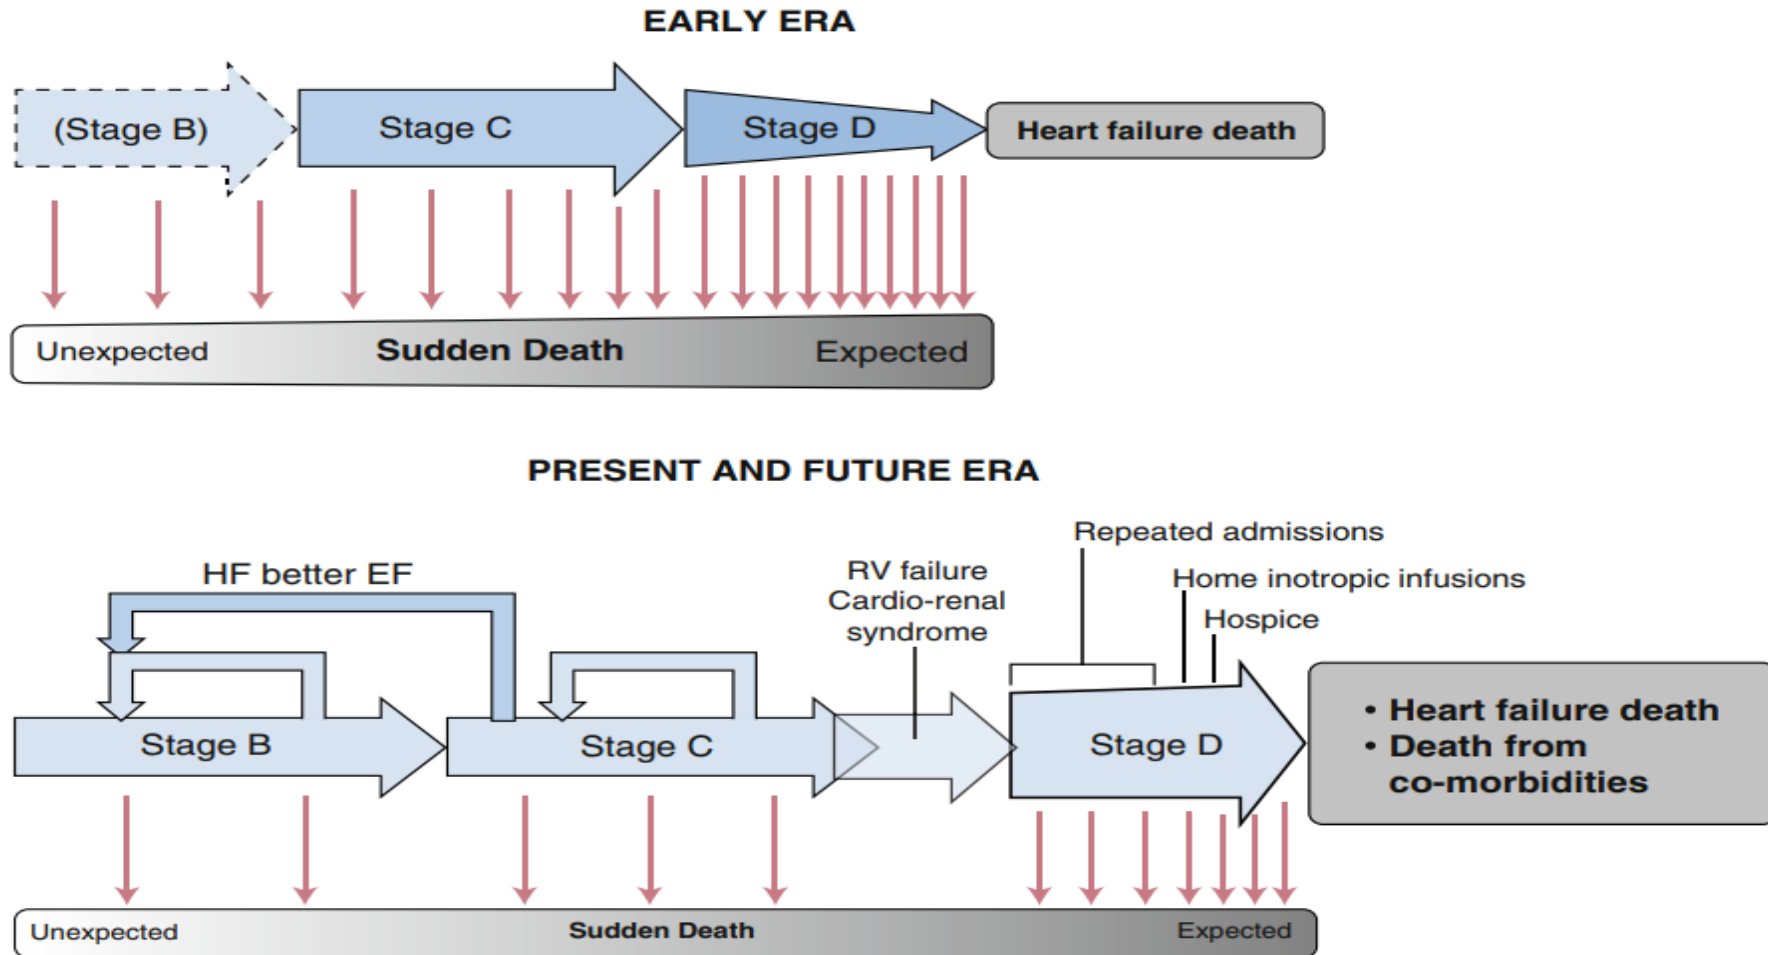 EARLY ERA
(Stage B)
Stage C
Stage D
Heart failure death
Unexpected
Sudden Death
Expected
PRESENT AND FUTURE ERA
Repeated admissions
HF better EF
RV failure
Cardio-renal
syndrome
Home inotropic infusions
Hospice
Stage B
Stage C
Stage D
• Heart failure death
• Death from
co-morbidities
Unexpected
Sudden Death
Expected